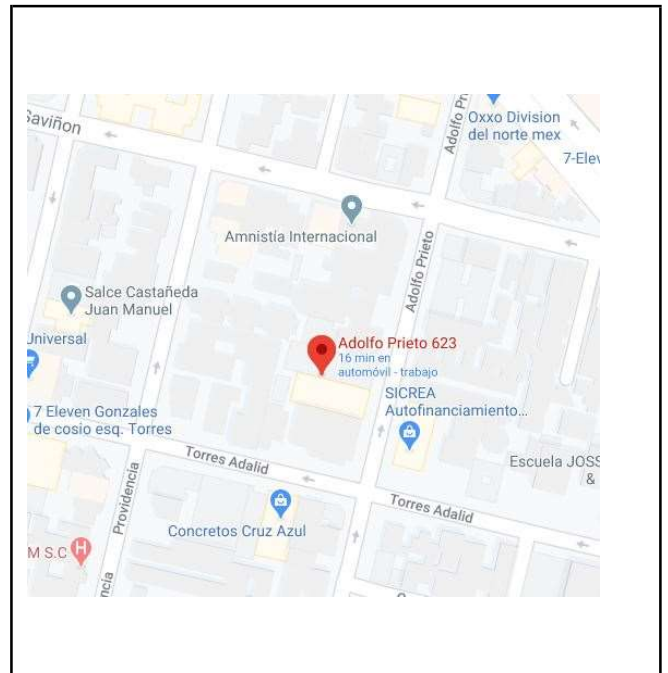 Saviñon
Adolfo Pr
Oxxo Division
del norte mex
7-Elev
Amnistía Internacional
Adolfo Prieto
Salce Castañeda
Juan Manuel
Universal
Adolfo Prieto 623
16 min en
automóvil - trabajo
SICREA
Autofinanciamiento...
7 Eleven Gonzales
de cosio esq. Torres
Torres Adalid
Escuela JOSS
&
Providencia
Torres Adalid
Concretos Cruz Azul
M S.C
H
ncia